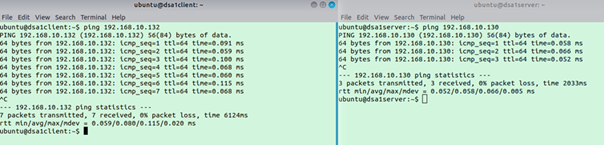 ubuntu@dsa1client: ~
File Edit View Search Terminal Help
ubuntu@dsa1client:~$ ping 192.168.10.132
PING 192.168.10.132 (192.168.10.132) 56(84) bytes of data.
64 bytes from 192.168.10.132: icmp_seq=1 ttl=64 time=0.091 ms
64 bytes from 192.168.10.132: icmp_seq=2 ttl=64 time=0.059 ms
64 bytes from 192.168.10.132: icmp_seq=3 ttl=64 time=0.100 ms
64 bytes from 192.168.10.132: icmp_seq=4 ttl=64 time=0.068 ms
64 bytes from 192.168.10.132: icmp_seq=5 ttl=64 time=0.060 ms
64 bytes from 192.168.10.132: icmp_seq=6 ttl=64 time=0.115 ms
64 bytes from 192.168.10.132: icmp_seq=7 ttl=64 time=0.068 ms
^C
--- 192.168.10.132 ping statistics ---
7 packets transmitted, 7 received, 0% packet loss, time 6124ms
rtt min/avg/max/mdev = 0.059/0.080/0.115/0.020 ms
ubuntu@dsa1client:~$
ubuntu@dsa1server: ~
File Edit View Search Terminal Help
ubuntu@dsa1server:~$ ping 192.168.10.130
PING 192.168.10.130 (192.168.10.130) 56(84) bytes of data.
64 bytes from 192.168.10.130: icmp_seq=1 ttl=64 time=0.058 ms
64 bytes from 192.168.10.130: icmp_seq=2 ttl=64 time=0.066 ms
64 bytes from 192.168.10.130: icmp_seq=3 ttl=64 time=0.052 ms
^C
--- 192.168.10.130 ping statistics ---
3 packets transmitted, 3 received, 0% packet loss, time 2033ms
rtt min/avg/max/mdev = 0.052/0.058/0.066/0.005 ms
ubuntu@dsa1server:~$